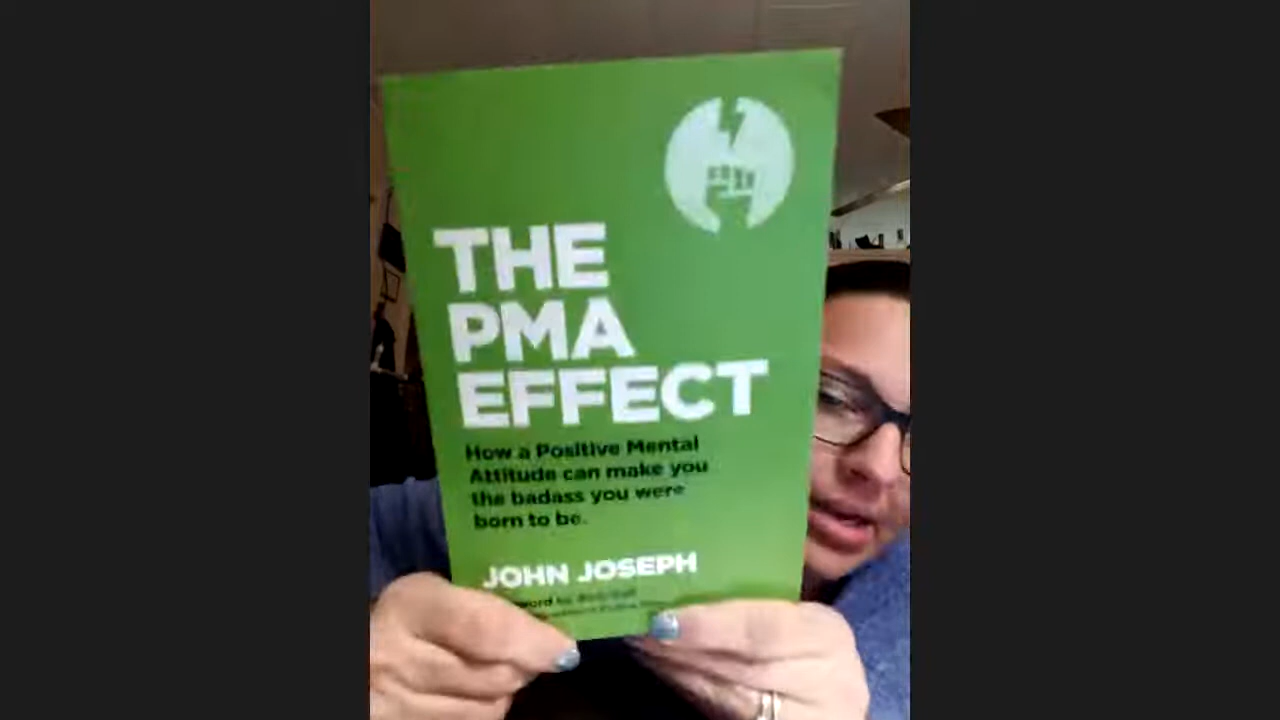 THE
PMA
EFFECT
How a Positive Mental
Attitude can make you
the badass you were
born to be.
JOHN JOSEPH